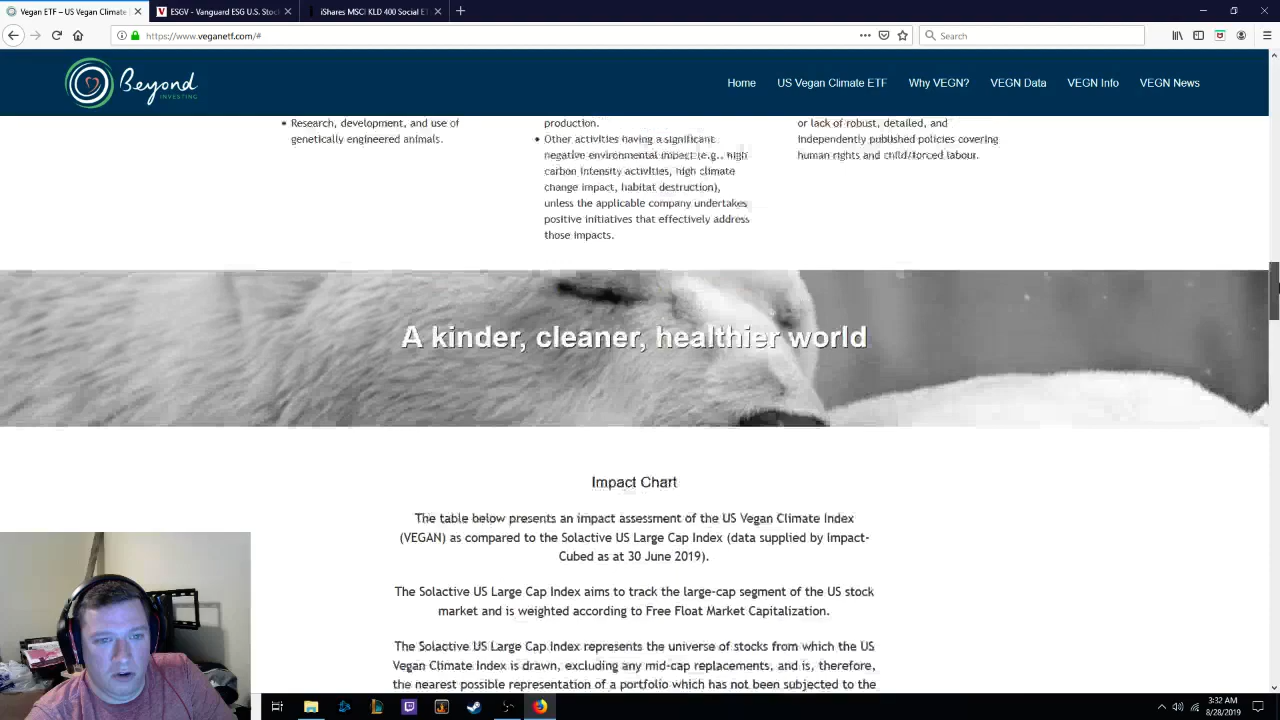 Vegan ETF – US Vegan Climate E
ESGV - Vanguard ESG U.S. Stoc
iShares MSCI KLD 400 Social ET
https://www.veganetf.com/#
Search
Beyond
INVESTING
Home
US Vegan Climate ETF
Why VEGN?
VEGN Data
VEGN Info
VEGN News
• Research, development, and use of
genetically engineered animals.
production.
• Other activities having a significant
negative environmental impact (e.g., high
carbon intensity activities, high climate
change impact, habitat destruction),
unless the applicable company undertakes
positive initiatives that effectively address
those impacts.
or lack of robust, detailed, and
independently published policies covering
human rights and child/forced labour.
A kinder, cleaner, healthier world
Impact Chart
The table below presents an impact assessment of the US Vegan Climate Index
(VEGAN) as compared to the Solactive US Large Cap Index (data supplied by Impact-
Cubed as at 30 June 2019).
The Solactive US Large Cap Index aims to track the large-cap segment of the US stock
market and is weighted according to Free Float Market Capitalization.
The Solactive US Large Cap Index represents the universe of stocks from which the US
Vegan Climate Index is drawn, excluding any mid-cap replacements, and is, therefore,
the nearest possible representation of a portfolio which has not been subjected to the
3:32 AM
8/28/2019